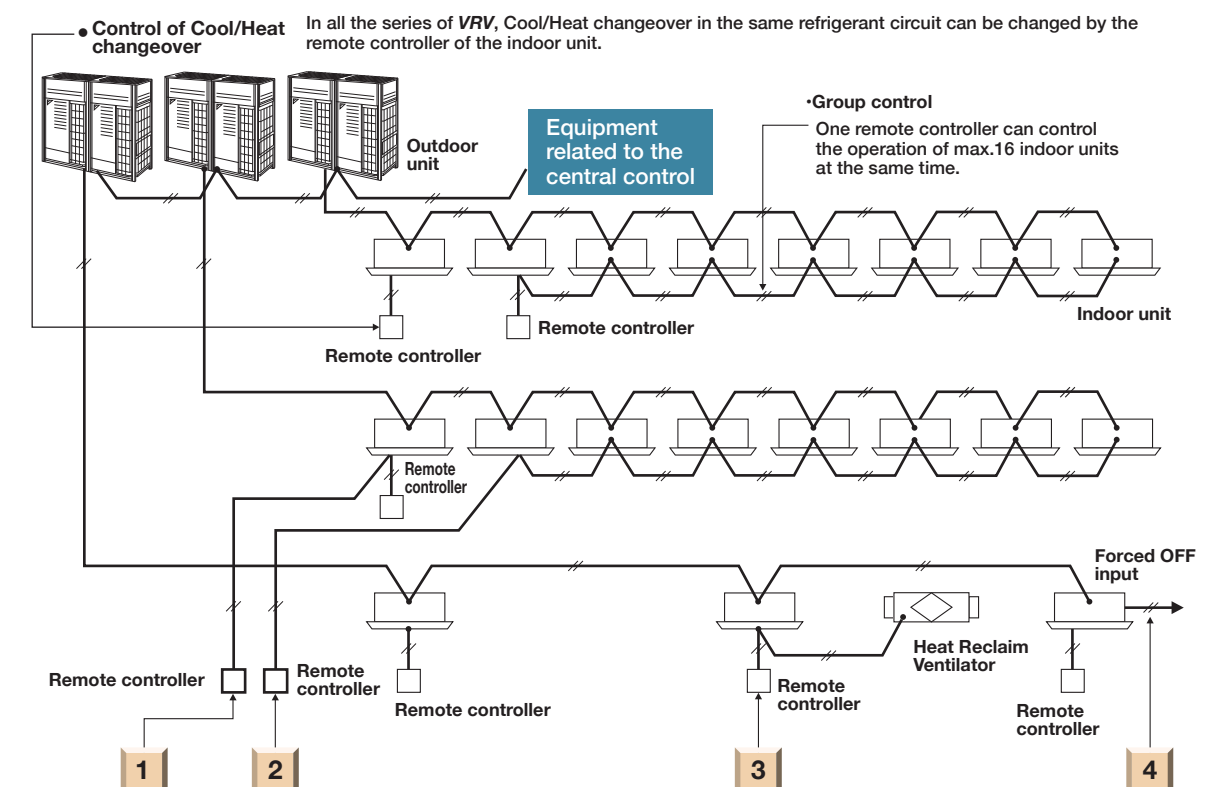 • Control of Cool/Heat
changeover
In all the series of VRV, Cool/Heat changeover in the same refrigerant circuit can be changed by the
remote controller of the indoor unit.
Outdoor
unit
Equipment
related to the
central control
·Group control
One remote controller can control
the operation of max.16 indoor units
at the same time.
Indoor unit
Remote controller
Remote controller
Remote
controller
Forced OFF
input
Heat Reclaim
Ventilator
Remote controller
Remote
controller
Remote controller
Remote
controller
Remote
controller
1
2
3
4